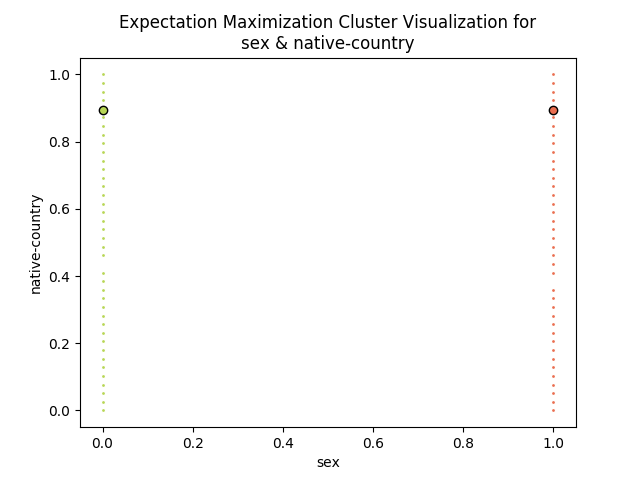 Expectation Maximization Cluster Visualization for
sex & native-country
1.0
0.8
0.6
0.4
0.2
0.0
native-country
0.0 0.2 0.4 0.6 0.8 1.0
sex